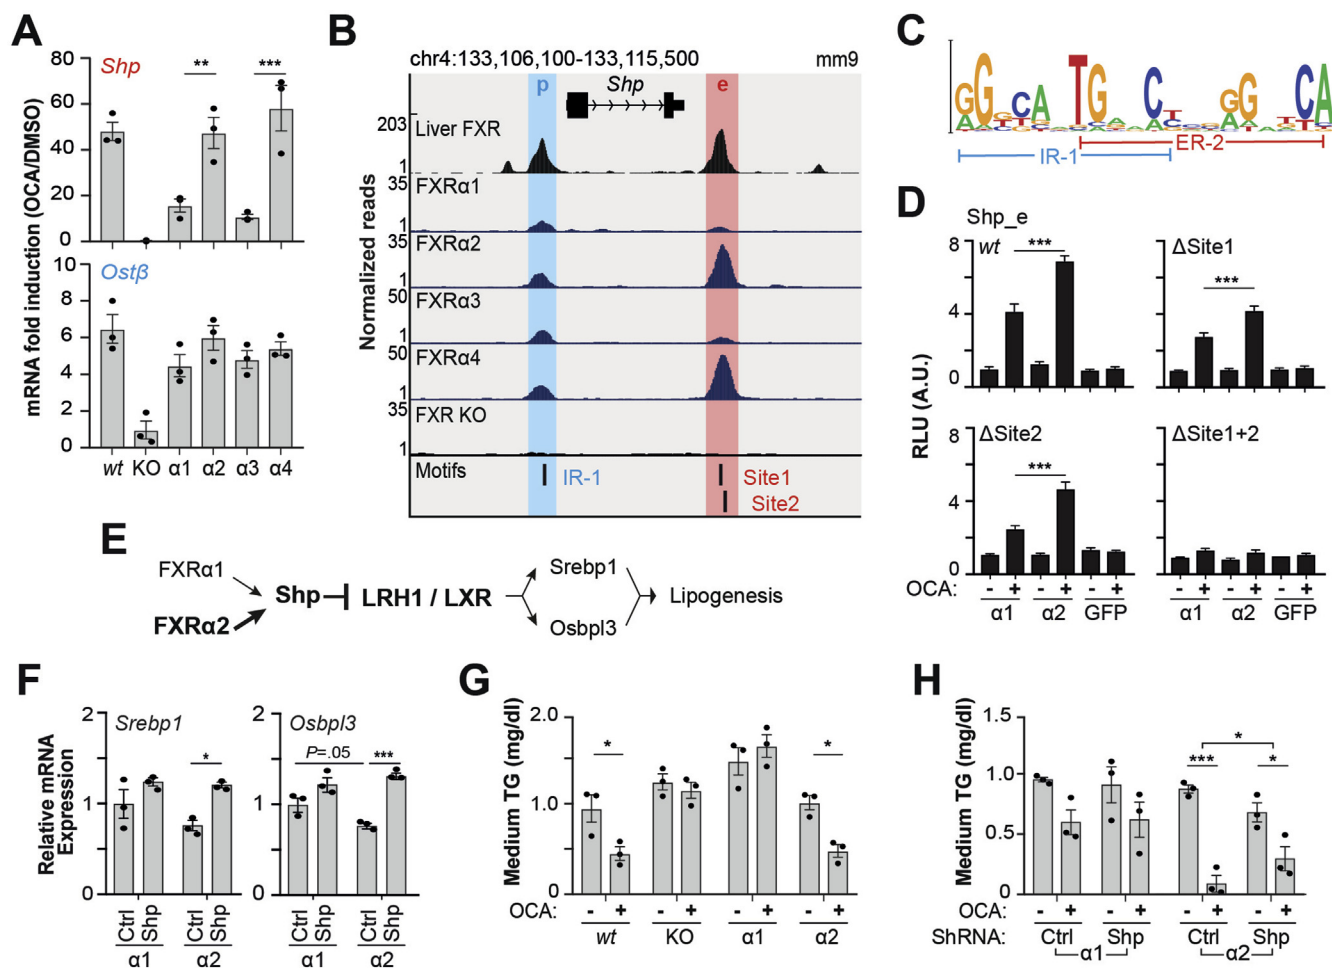 A
Shp
mRNA fold induction (OCA/DMSO)
80
60
40
20
0
**
***
Ostβ
10
8
6
4
2
0
wt KO α1 α2 α3 α4
B
chr4:133,106,100-133,115,500 mm9
Normalized reads
p
Shp
e
203
Liver FXR
1
35
FXRα1
1
35
FXRα2
1
50
FXRα3
1
50
FXRα4
1
35
FXR KO
1
Motifs
IR-1
Site1
Site2
C
IR-1
ER-2
D
Shp_e
RLU (A.U.)
8
wt
***
4
0
ΔSite1
***
8
ΔSite2
***
4
0
ΔSite1+2
OCA: - + - + - + - + - + - +
α1 α2 GFP α1 α2 GFP
E
FXRα1
FXRα2
Shp
LRH1 / LXR
Srebp1
Osbpl3
Lipogenesis
F
Relative mRNA
Expression
2
Srebp1
*
1
0
Ctrl Shp Ctrl Shp
α1 α2
2
Osbpl3
P=.05
***
1
0
Ctrl Shp Ctrl Shp
α1 α2
G
Medium TG (mg/dl)
2.0
1.0
0
*
*
OCA: - + - + - + - +
wt KO α1 α2
H
Medium TG (mg/dl)
1.5
1.0
0.5
0
*
***
*
OCA: - + - + - + - +
ShRNA: Ctrl Shp Ctrl Shp
α1 α2